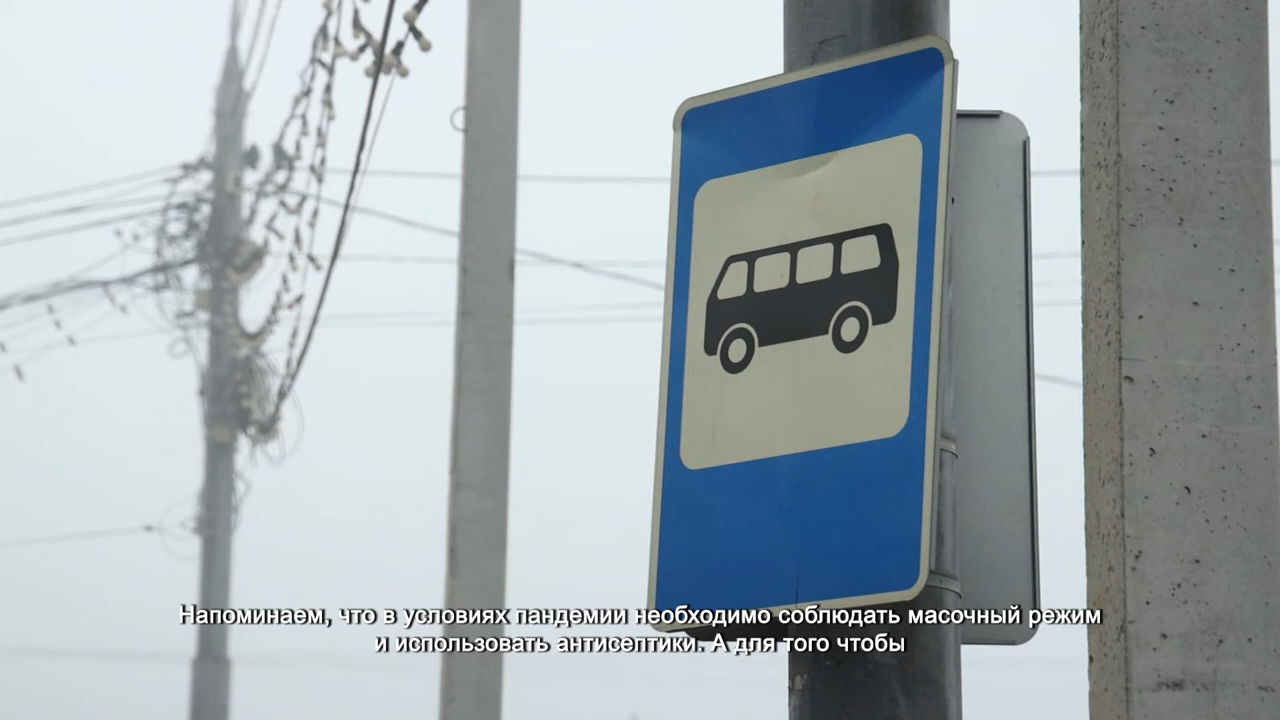 Напоминаем, что в условиях пандемии необходимо соблюдать масочный режим
и использовать антисептики. А для того чтобы